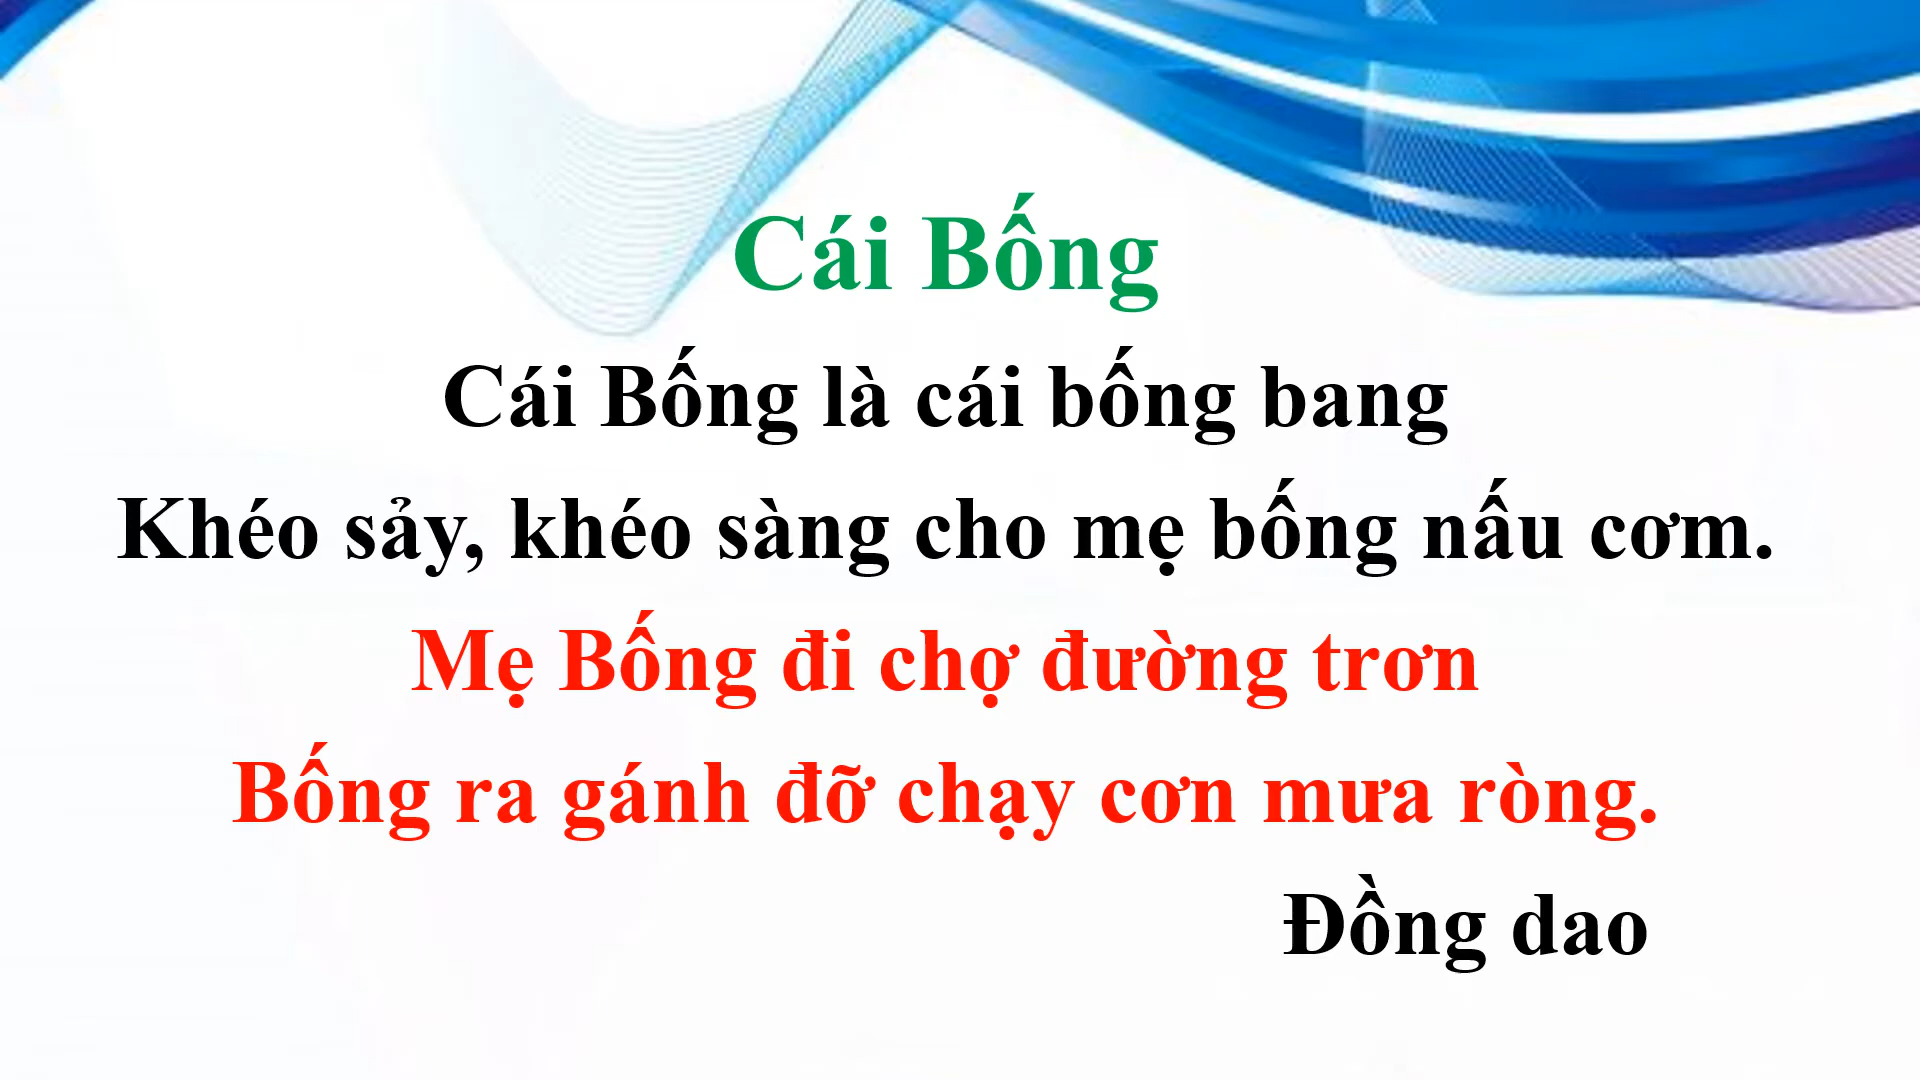 Cái Bống
Cái Bống là cái bống bang
Khéo sảy, khéo sàng cho mẹ bống nấu cơm.
Mẹ Bống đi chợ đường trơn
Bống ra gánh đỡ chạy cơn mưa ròng.
Đồng dao